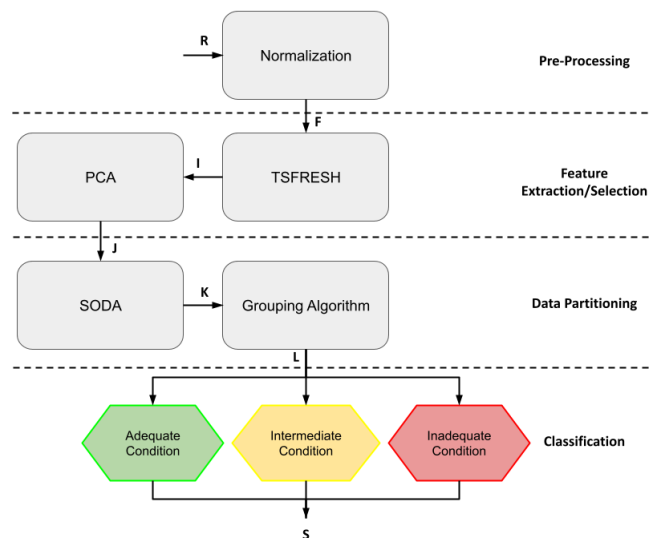 R
Normalization
Pre-Processing
F
PCA
I
TSFRESH
Feature
Extraction/Selection
J
SODA
K
Grouping Algorithm
Data Partitioning
L
Adequate
Condition
Intermediate
Condition
Inadequate
Condition
Classification
S